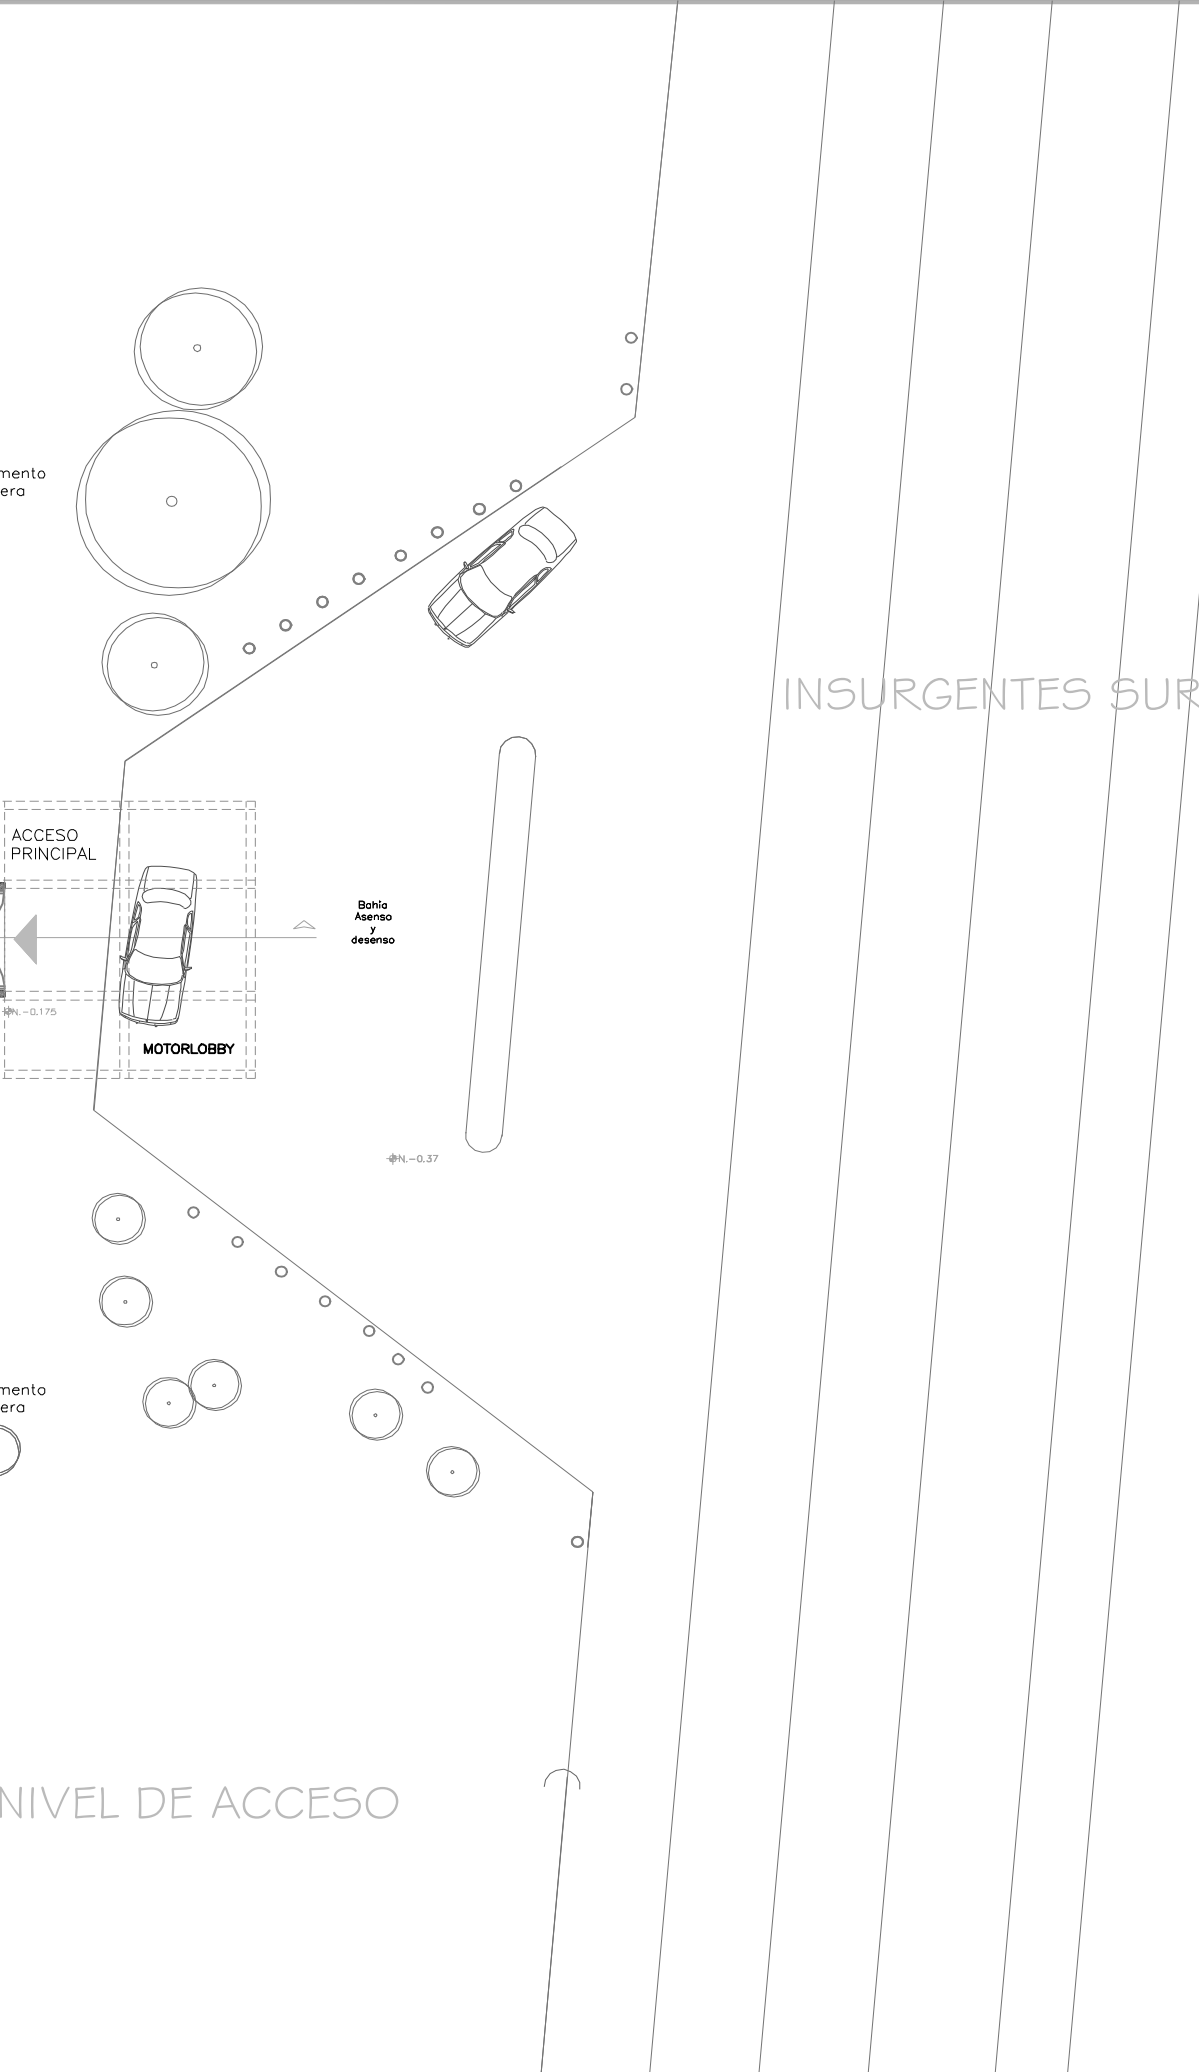 mento
era
INSURGENTES SUR
ACCESO
PRINCIPAL
Bahia
Asenso
y
desenso
N.-0.175
MOTORLOBBY
N.-0.37
mento
era
NIVEL DE ACCESO